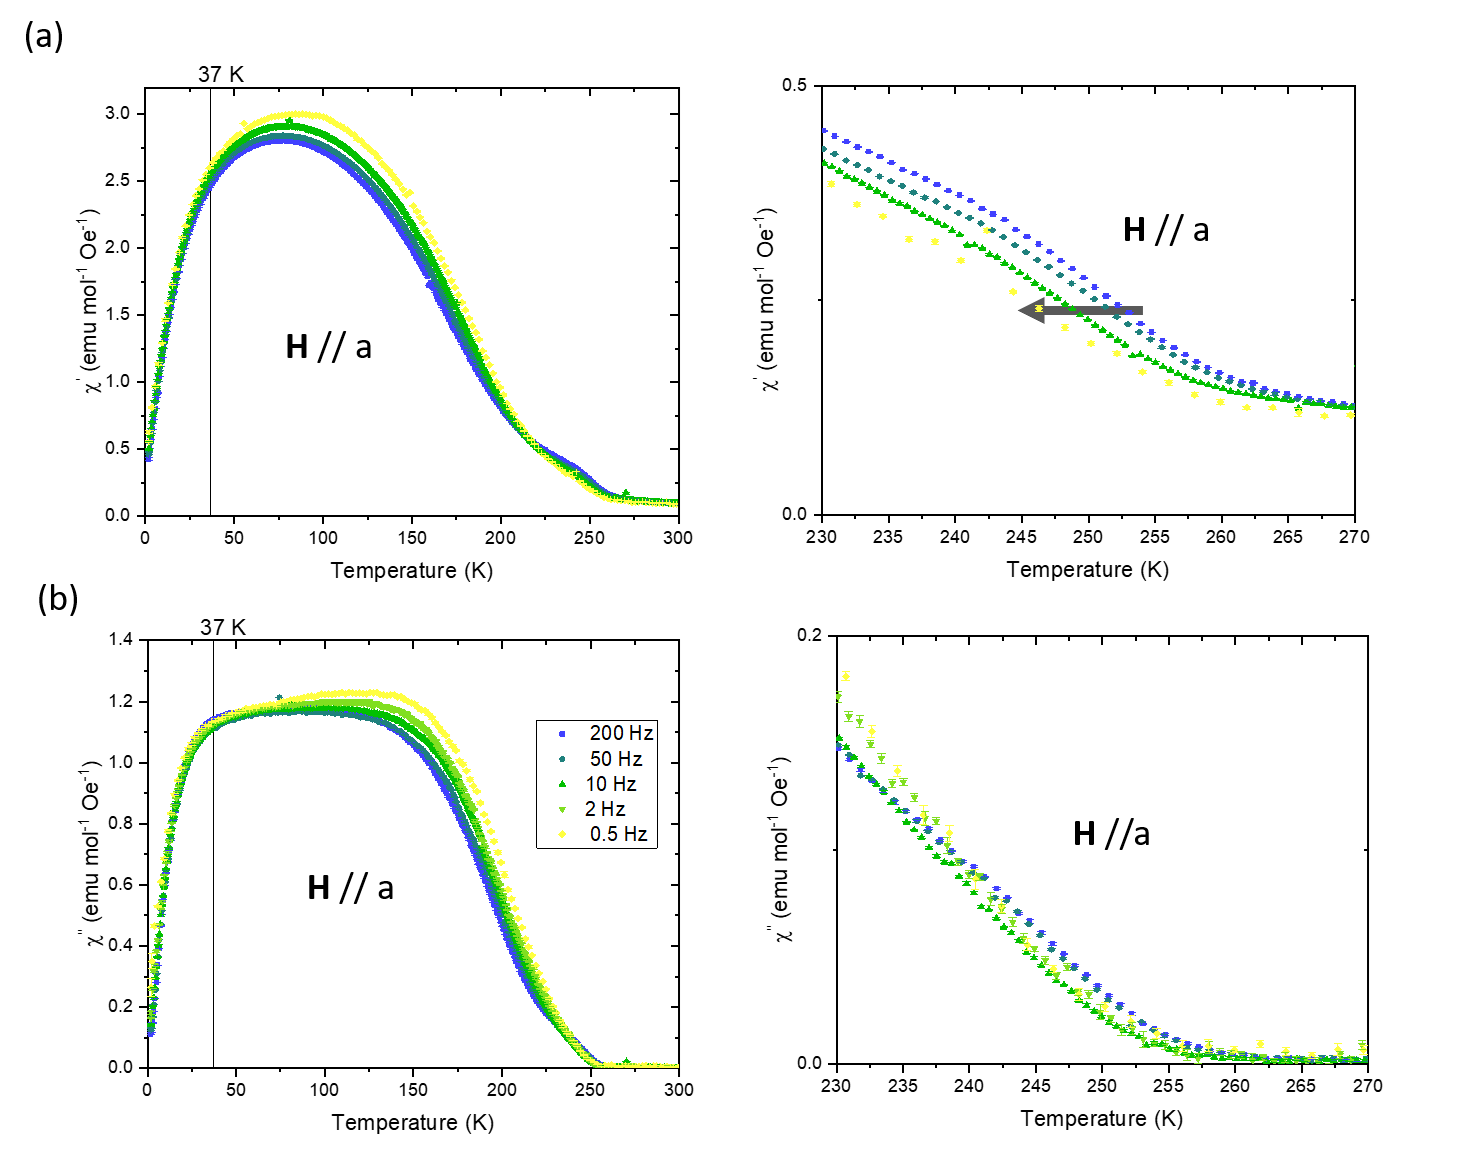 (a)
37 K
3.0
2.5
2.0
1.5
1.0
0.5
0.0
χ' (emu mol⁻¹ Oe⁻¹)
H // a
0 50 100 150 200 250 300
Temperature (K)
0.5
0.0
χ' (emu mol⁻¹ Oe⁻¹)
H // a
230 235 240 245 250 255 260 265 270
Temperature (K)
(b)
37 K
1.4
1.2
1.0
0.8
0.6
0.4
0.2
0.0
χ'' (emu mol⁻¹ Oe⁻¹)
200 Hz
50 Hz
10 Hz
2 Hz
0.5 Hz
H // a
0 50 100 150 200 250 300
Temperature (K)
0.2
0.0
χ'' (emu mol⁻¹ Oe⁻¹)
H //a
230 235 240 245 250 255 260 265 270
Temperature (K)